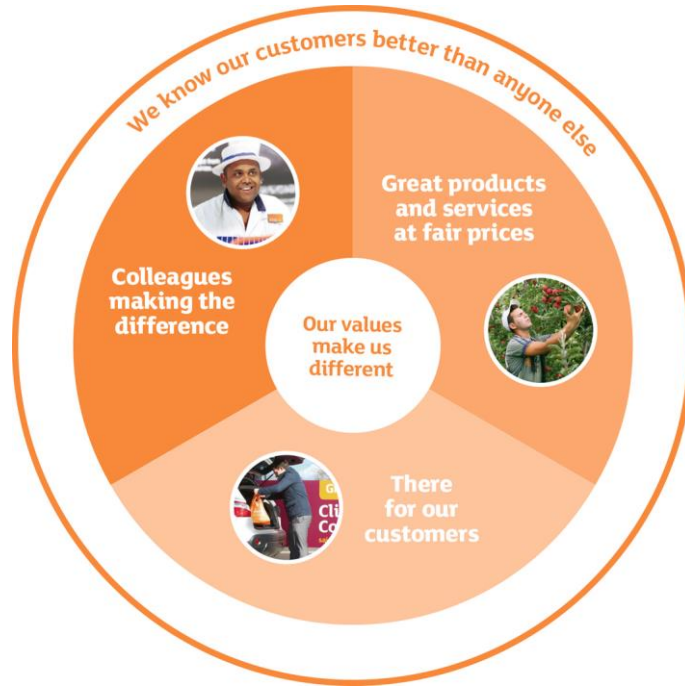 We know our customers better than anyone else
Great products
and services
at fair prices
Colleagues
making the
difference
Our values
make us
different
There
for our
customers